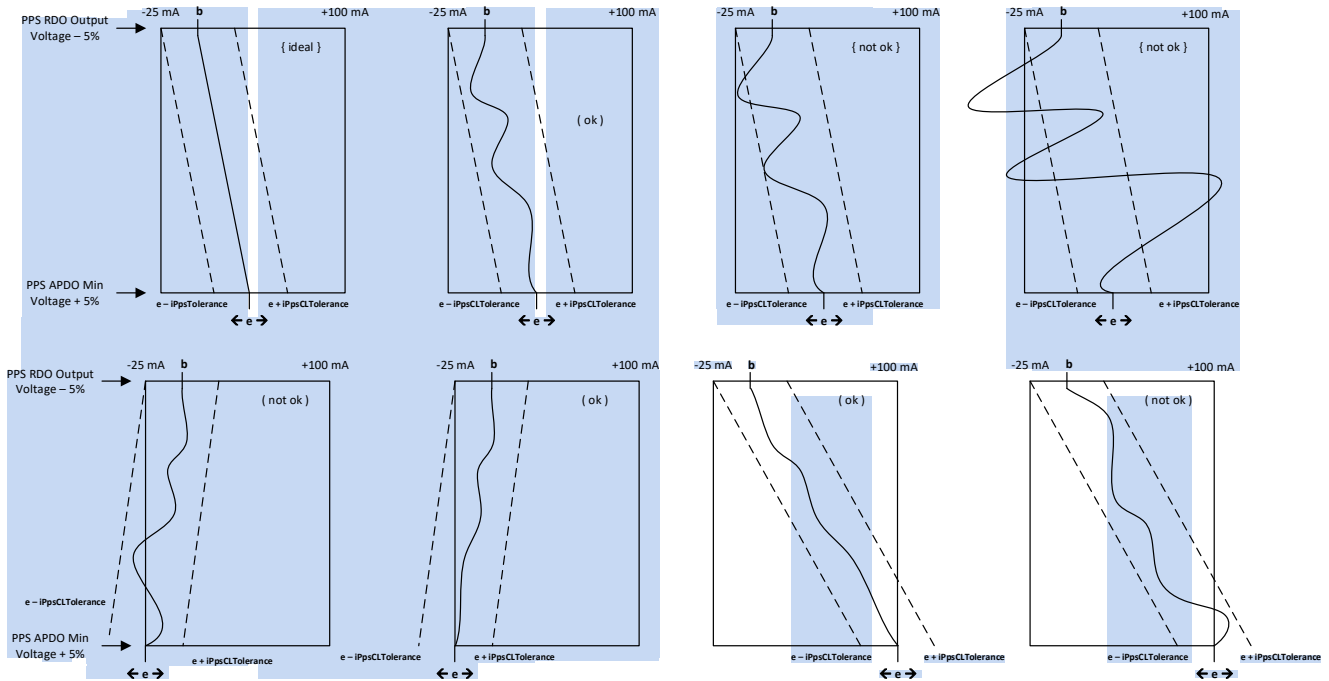 PPS RDO Output
Voltage – 5%
-25 mA
b
+100 mA
{ ideal }
PPS APDO Min
Voltage + 5%
e – iPpsTolerance
e + iPpsCLTolerance
e
-25 mA
b
+100 mA
( ok )
e – iPpsCLTolerance
e + iPpsCLTolerance
e
-25 mA
b
+100 mA
{ not ok }
e – iPpsCLTolerance
e + iPpsCLTolerance
e
-25 mA
b
+100 mA
{ not ok }
e – iPpsCLTolerance
e + iPpsCLTolerance
e
PPS RDO Output
Voltage – 5%
-25 mA
b
+100 mA
( not ok )
e – iPpsCLTolerance
PPS APDO Min
Voltage + 5%
e + iPpsCLTolerance
e
-25 mA
b
+100 mA
( ok )
e – iPpsCLTolerance
e + iPpsCLTolerance
e
-25 mA
b
+100 mA
( ok )
e – iPpsCLTolerance
e + iPpsCLTolerance
e
-25 mA
b
+100 mA
( not ok )
e – iPpsCLTolerance
e + iPpsCLTolerance
e